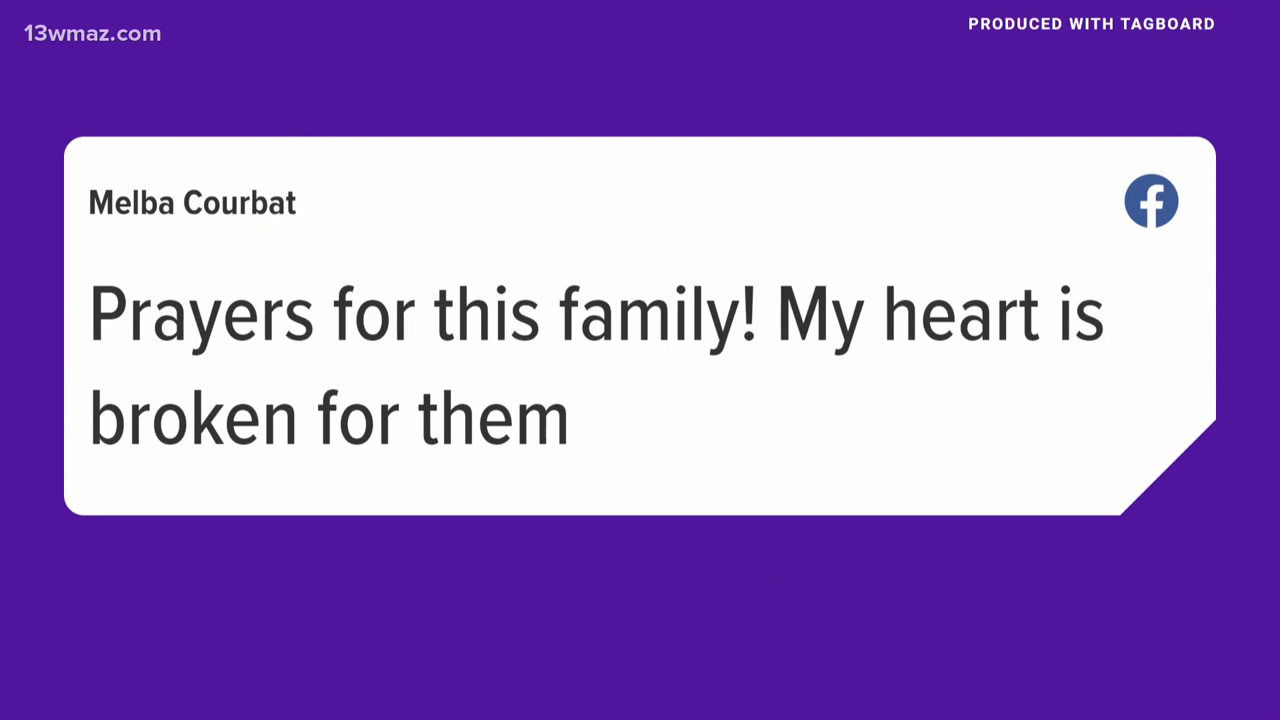 13wmaz.com
PRODUCED WITH TAGBOARD
Melba Courbat
Prayers for this family! My heart is
broken for them